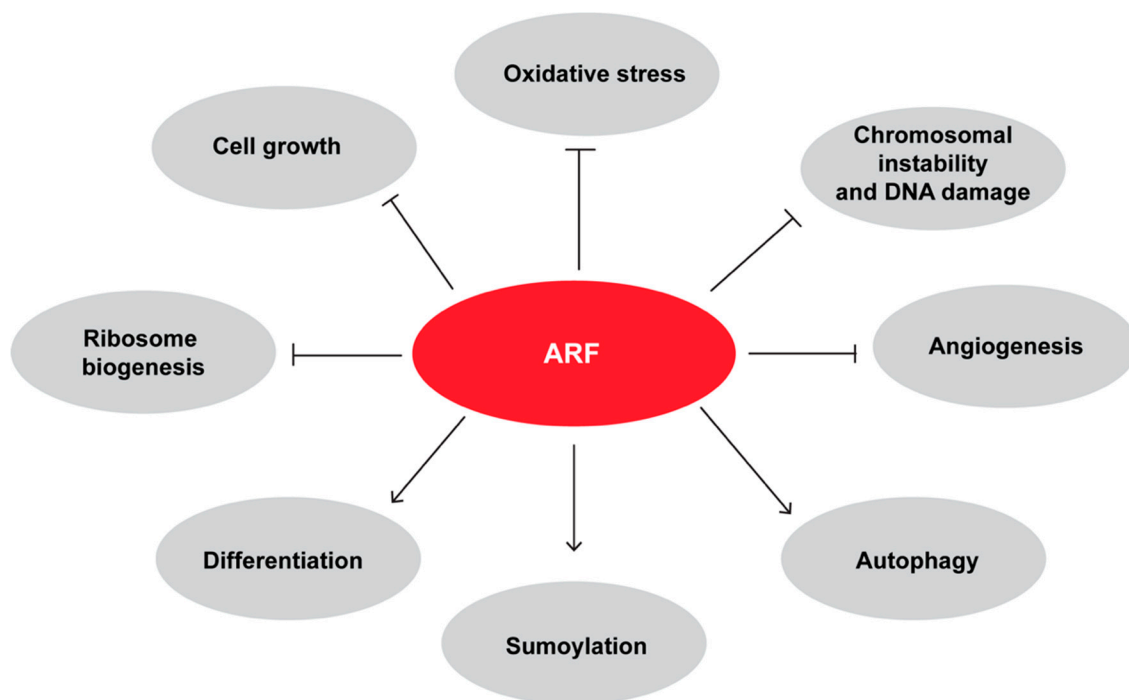 Oxidative stress
Cell growth
Chromosomal
instability
and DNA damage
Ribosome
biogenesis
ARF
Angiogenesis
Differentiation
Autophagy
Sumoylation